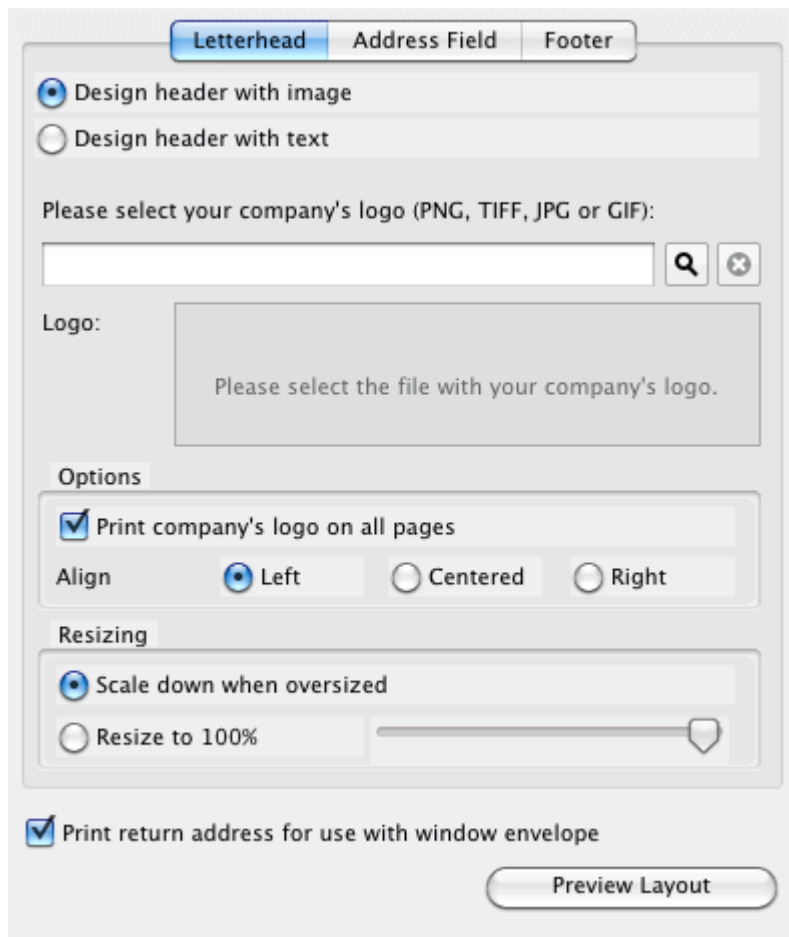 Letterhead Address Field Footer
Design header with image
Design header with text
Please select your company's logo (PNG, TIFF, JPG or GIF):
Logo:
Please select the file with your company's logo.
Options
Print company's logo on all pages
Align Left Centered Right
Resizing
Scale down when oversized
Resize to 100%
Print return address for use with window envelope
Preview Layout